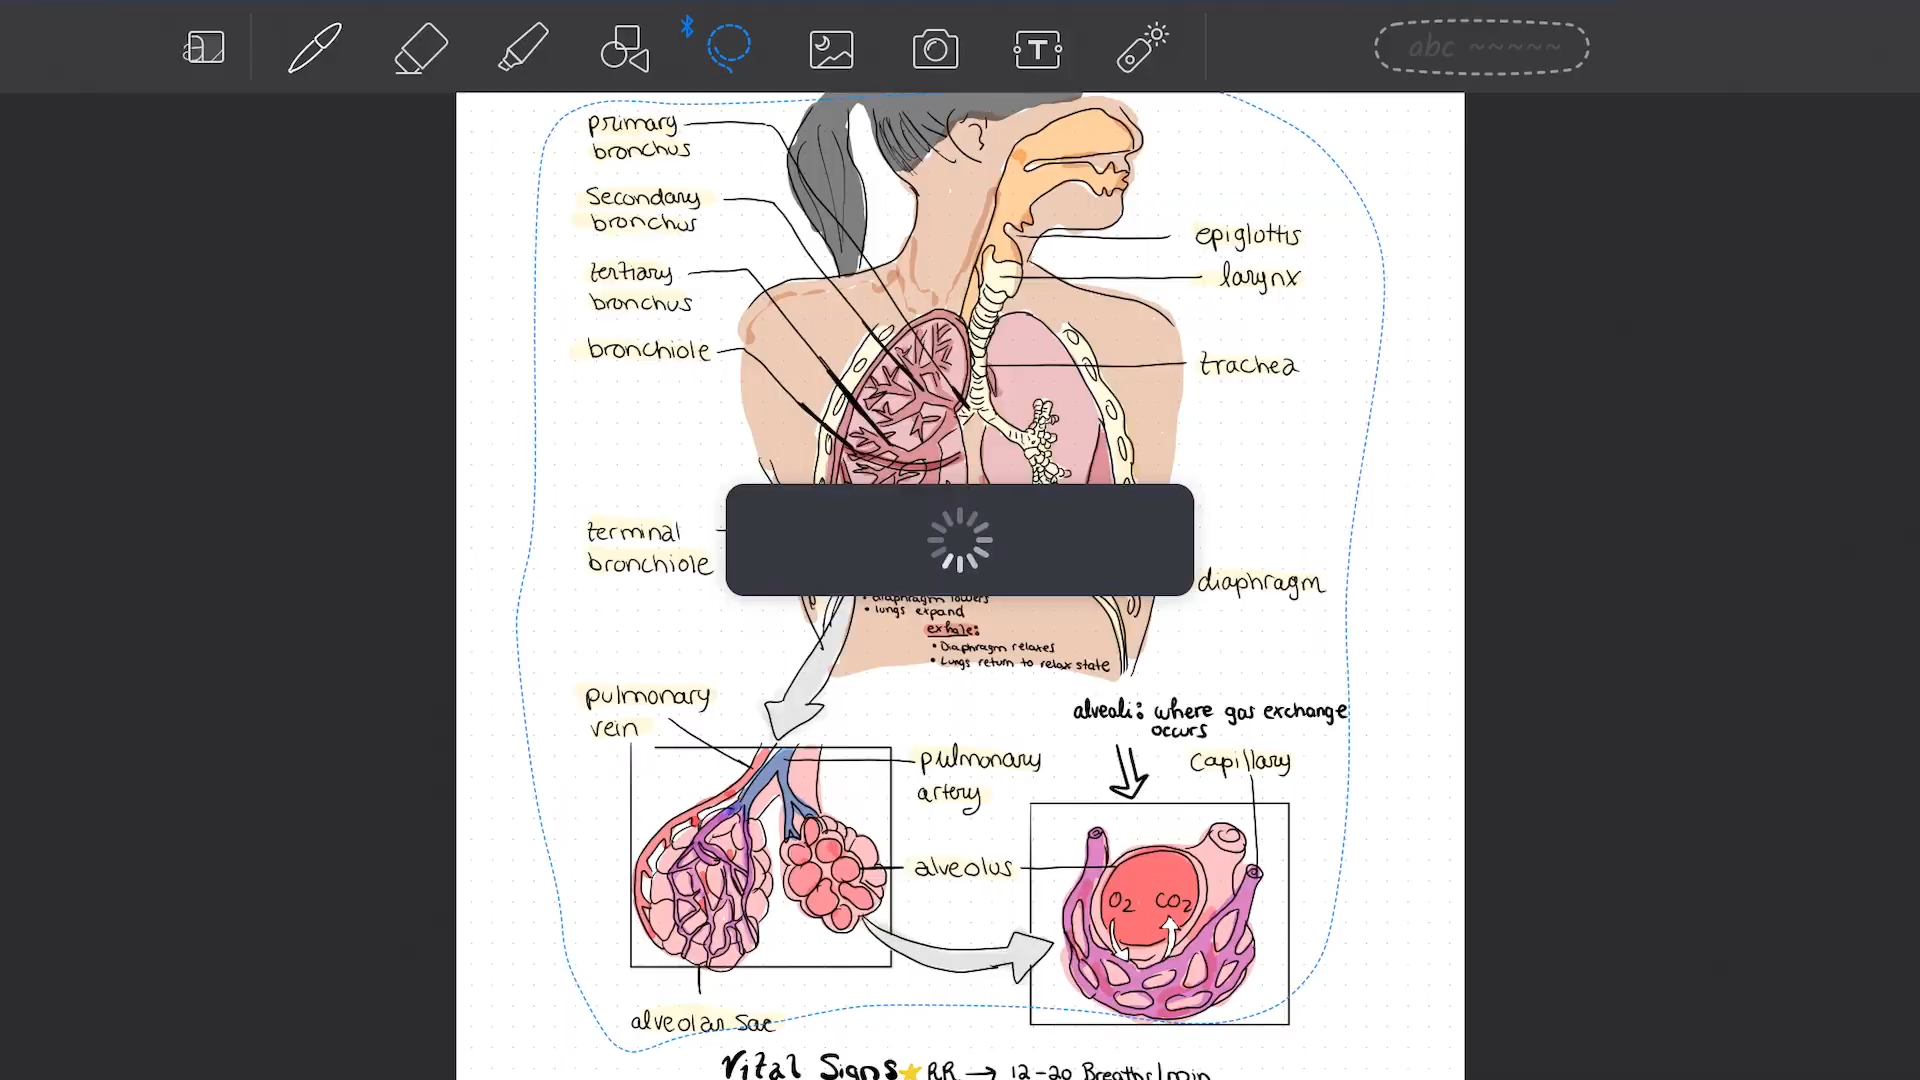 abc
T
primary
bronchus
Secondary
bronchus
tertiary
bronchus
bronchiole
epiglottis
larynx
trachea
terminal
bronchiole
diaphragm
• diaphragm lowers
• lungs expand
exhale:
• Diaphragm relaxes
• Lungs return to relax state
pulmonary
vein
alveoli: where gas exchange
occurs
pulmonary
artery
capillary
alveolus
O2 CO2
alveolar sac
Vital Signs RR → 12-20 Breaths/min